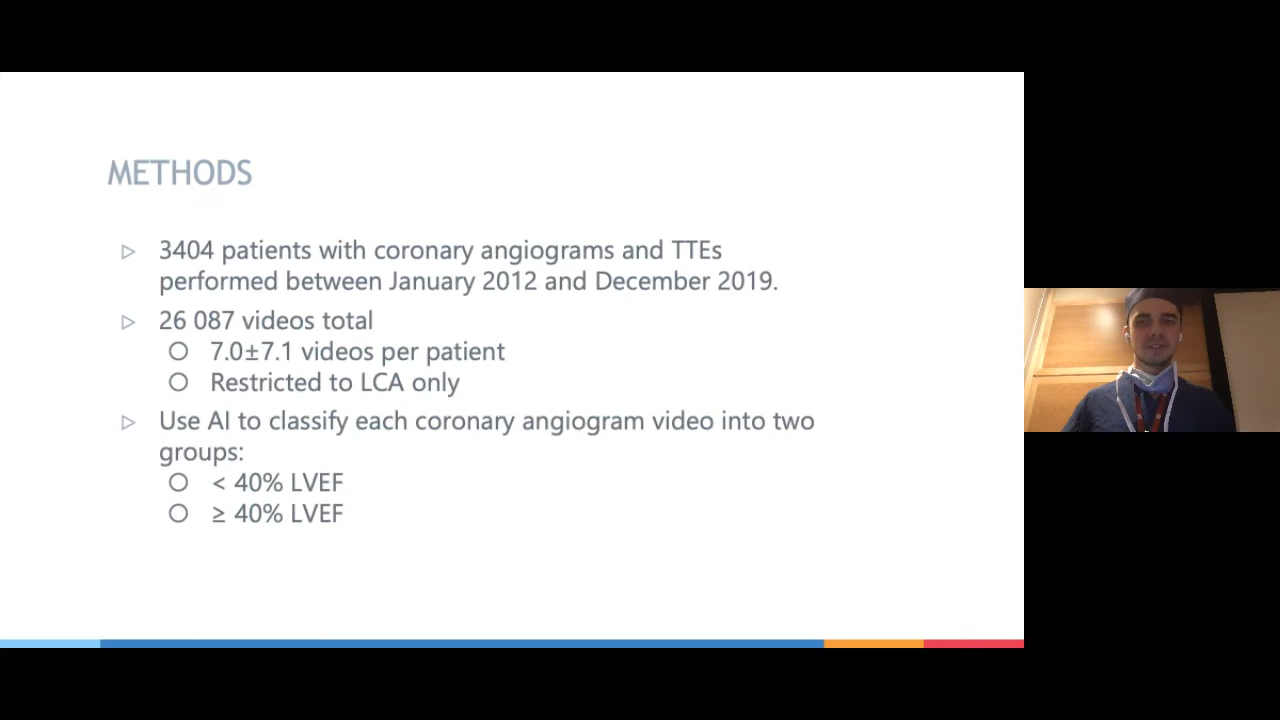 METHODS
▷ 3404 patients with coronary angiograms and TTEs
performed between January 2012 and December 2019.
▷ 26 087 videos total
○ 7.0±7.1 videos per patient
○ Restricted to LCA only
▷ Use AI to classify each coronary angiogram video into two
groups:
○ < 40% LVEF
○ ≥ 40% LVEF